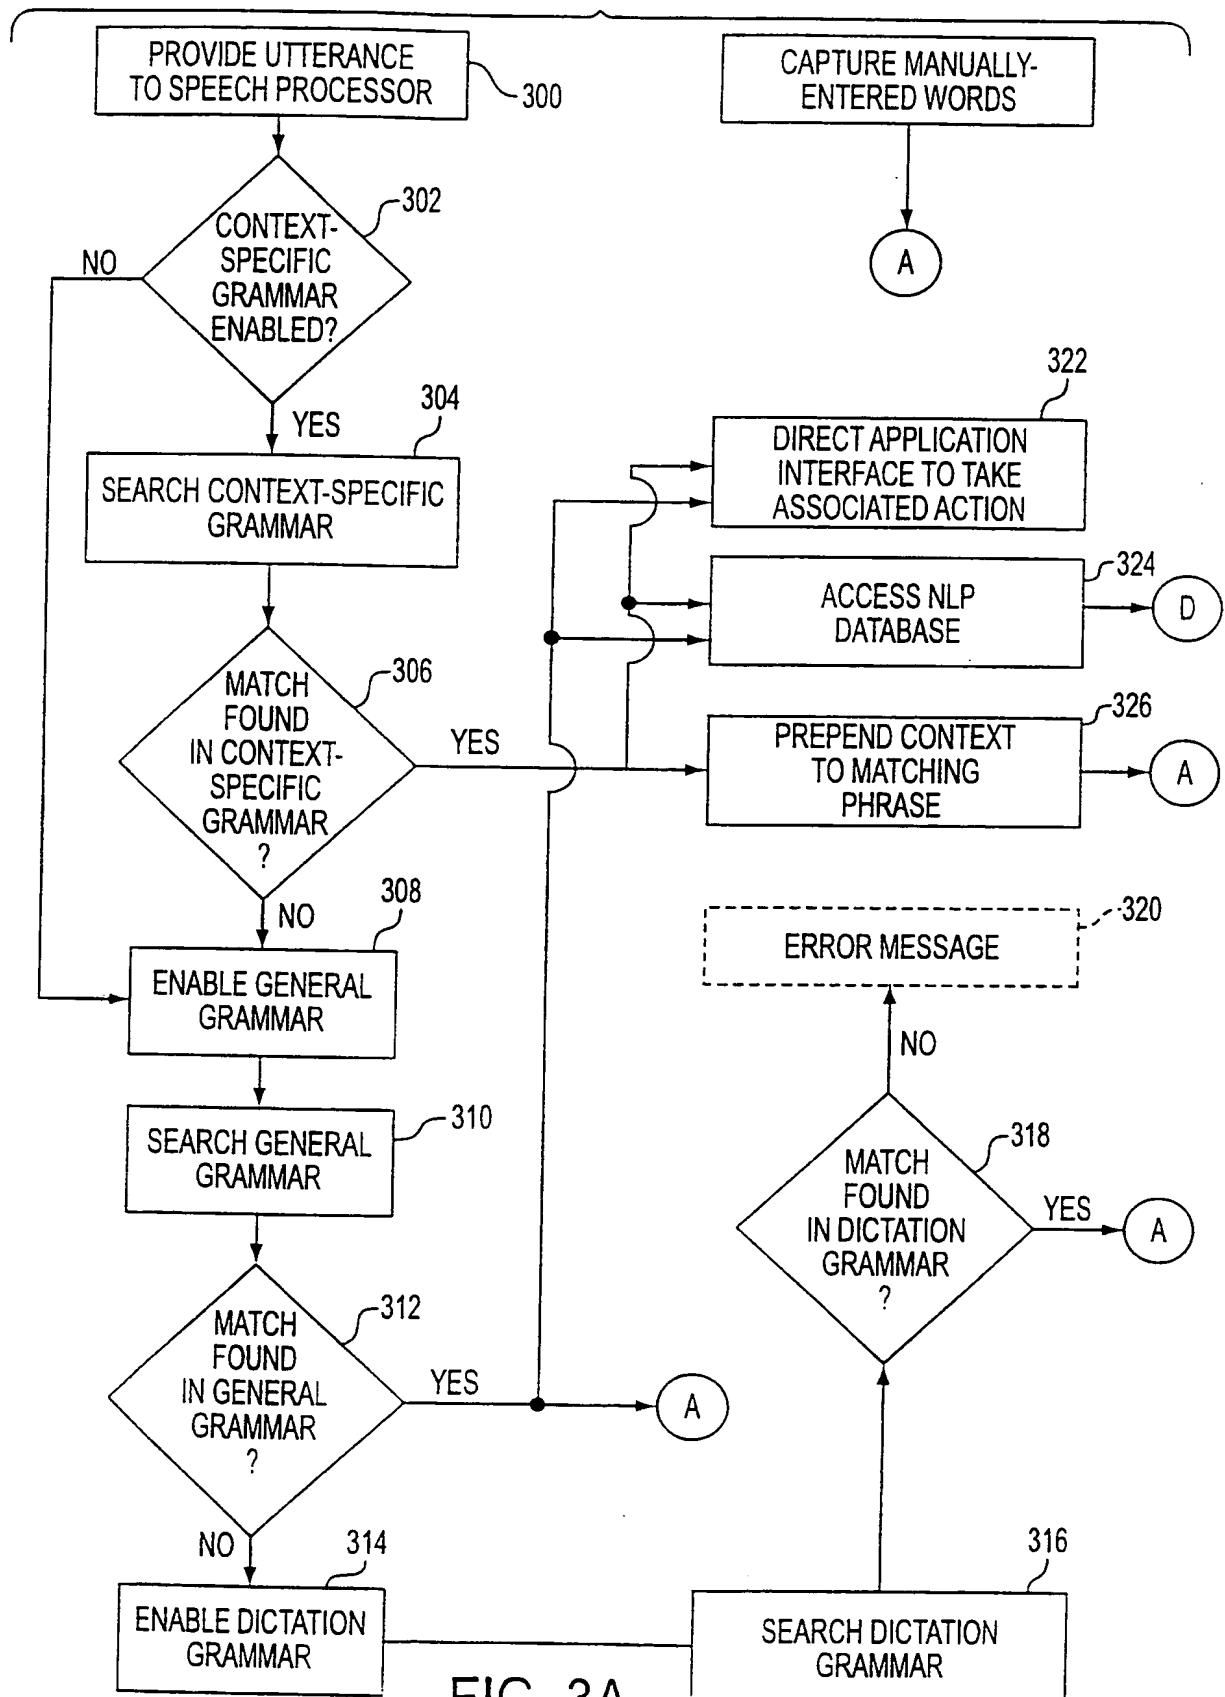 PROVIDE UTTERANCE
TO SPEECH PROCESSOR
300
CAPTURE MANUALLY-
ENTERED WORDS
A
302
CONTEXT-
SPECIFIC
GRAMMAR
ENABLED?
NO
YES
304
SEARCH CONTEXT-SPECIFIC
GRAMMAR
322
DIRECT APPLICATION
INTERFACE TO TAKE
ASSOCIATED ACTION
324
ACCESS NLP
DATABASE
D
306
MATCH
FOUND
IN CONTEXT-
SPECIFIC
GRAMMAR
?
YES
326
PREPEND CONTEXT
TO MATCHING
PHRASE
A
NO
308
ENABLE GENERAL
GRAMMAR
320
ERROR MESSAGE
NO
310
SEARCH GENERAL
GRAMMAR
318
MATCH
FOUND
IN DICTATION
GRAMMAR
?
YES
A
312
MATCH
FOUND
IN GENERAL
GRAMMAR
?
YES
A
NO
314
ENABLE DICTATION
GRAMMAR
316
SEARCH DICTATION
GRAMMAR
FIG. 3A